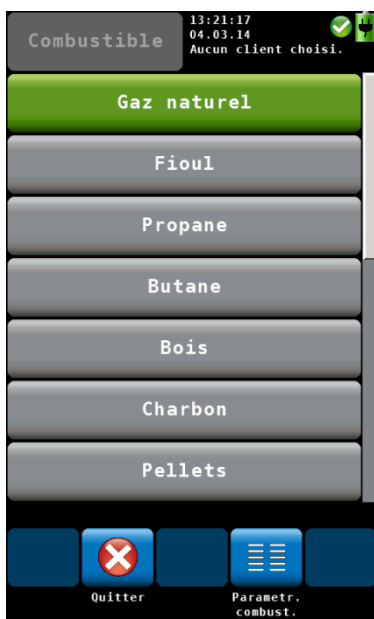 Combustible
13:21:17
04.03.14
Aucun client choisi.
Gaz naturel
Fioul
Propane
Butane
Bois
Charbon
Pellets
Quitter
Parametr.
combust.